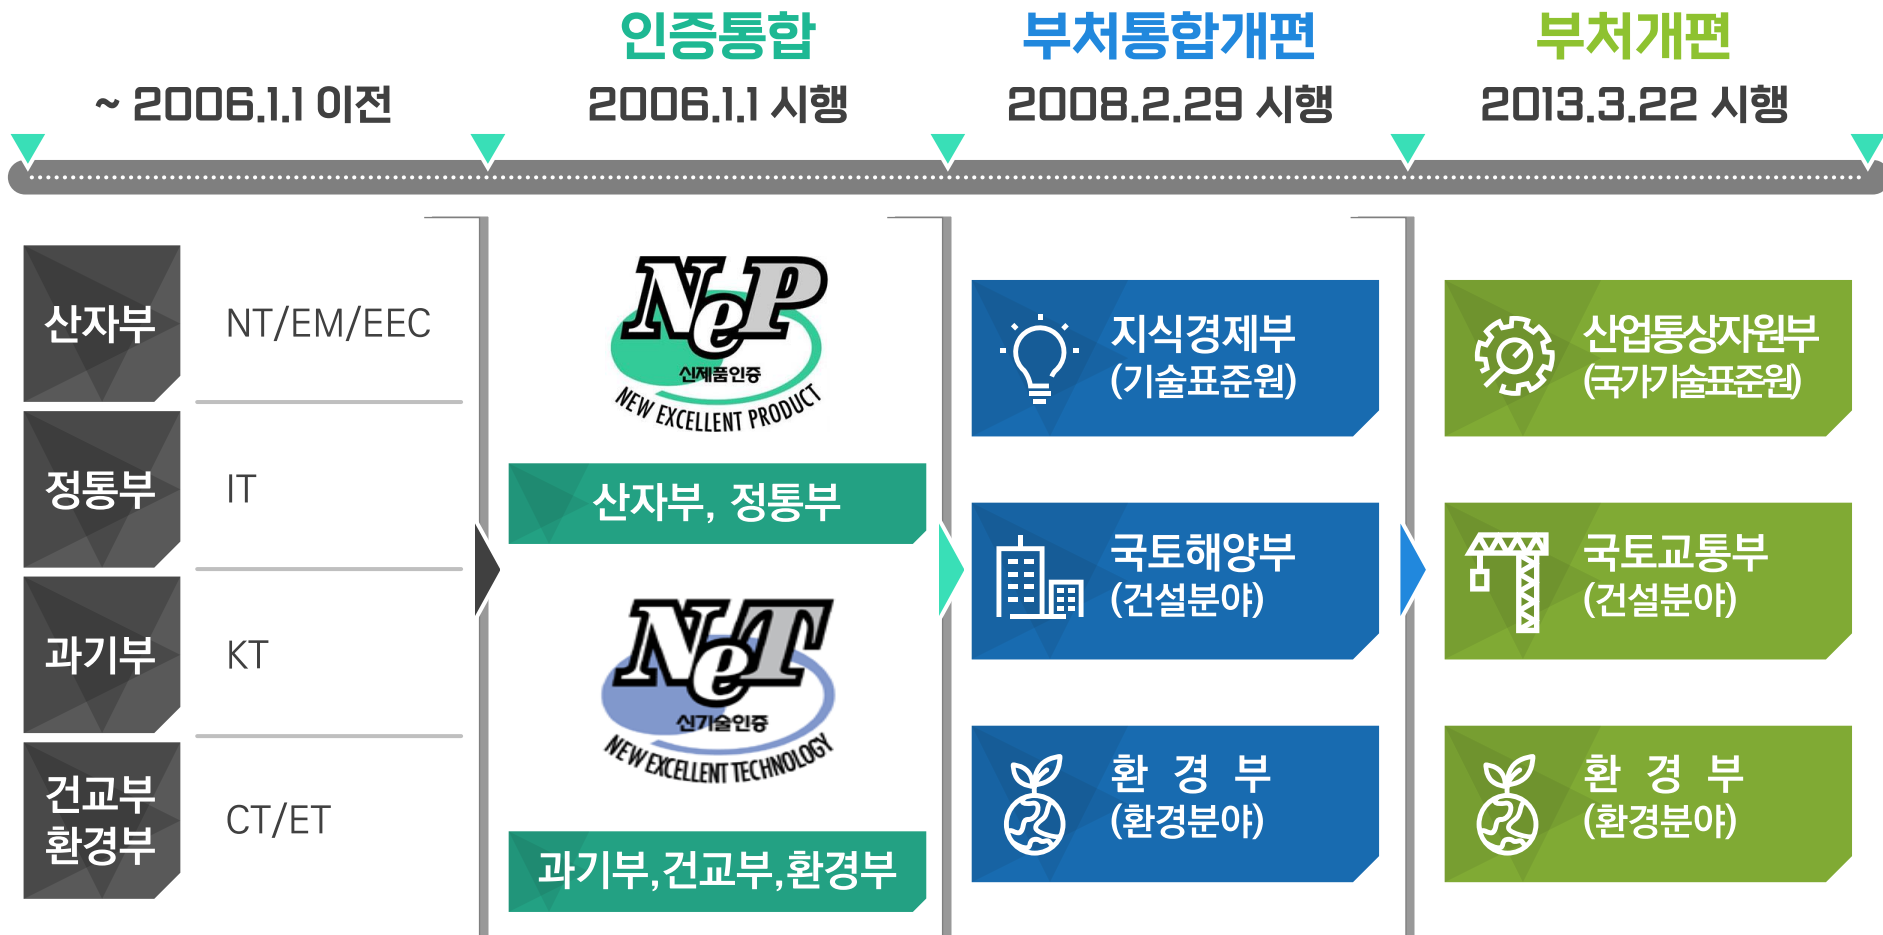 인증통합
부처통합개편
부처개편
~ 2006.1.1 이전
2006.1.1 시행
2008.2.29 시행
2013.3.22 시행
산자부
NT/EM/EEC
정통부
IT
과기부
KT
건교부
환경부
CT/ET
NeP
신제품인증
NEW EXCELLENT PRODUCT
산자부, 정통부
NeT
신기술인증
NEW EXCELLENT TECHNOLOGY
과기부,건교부,환경부
지식경제부
(기술표준원)
국토해양부
(건설분야)
환 경 부
(환경분야)
산업통상자원부
(국가기술표준원)
국토교통부
(건설분야)
환 경 부
(환경분야)